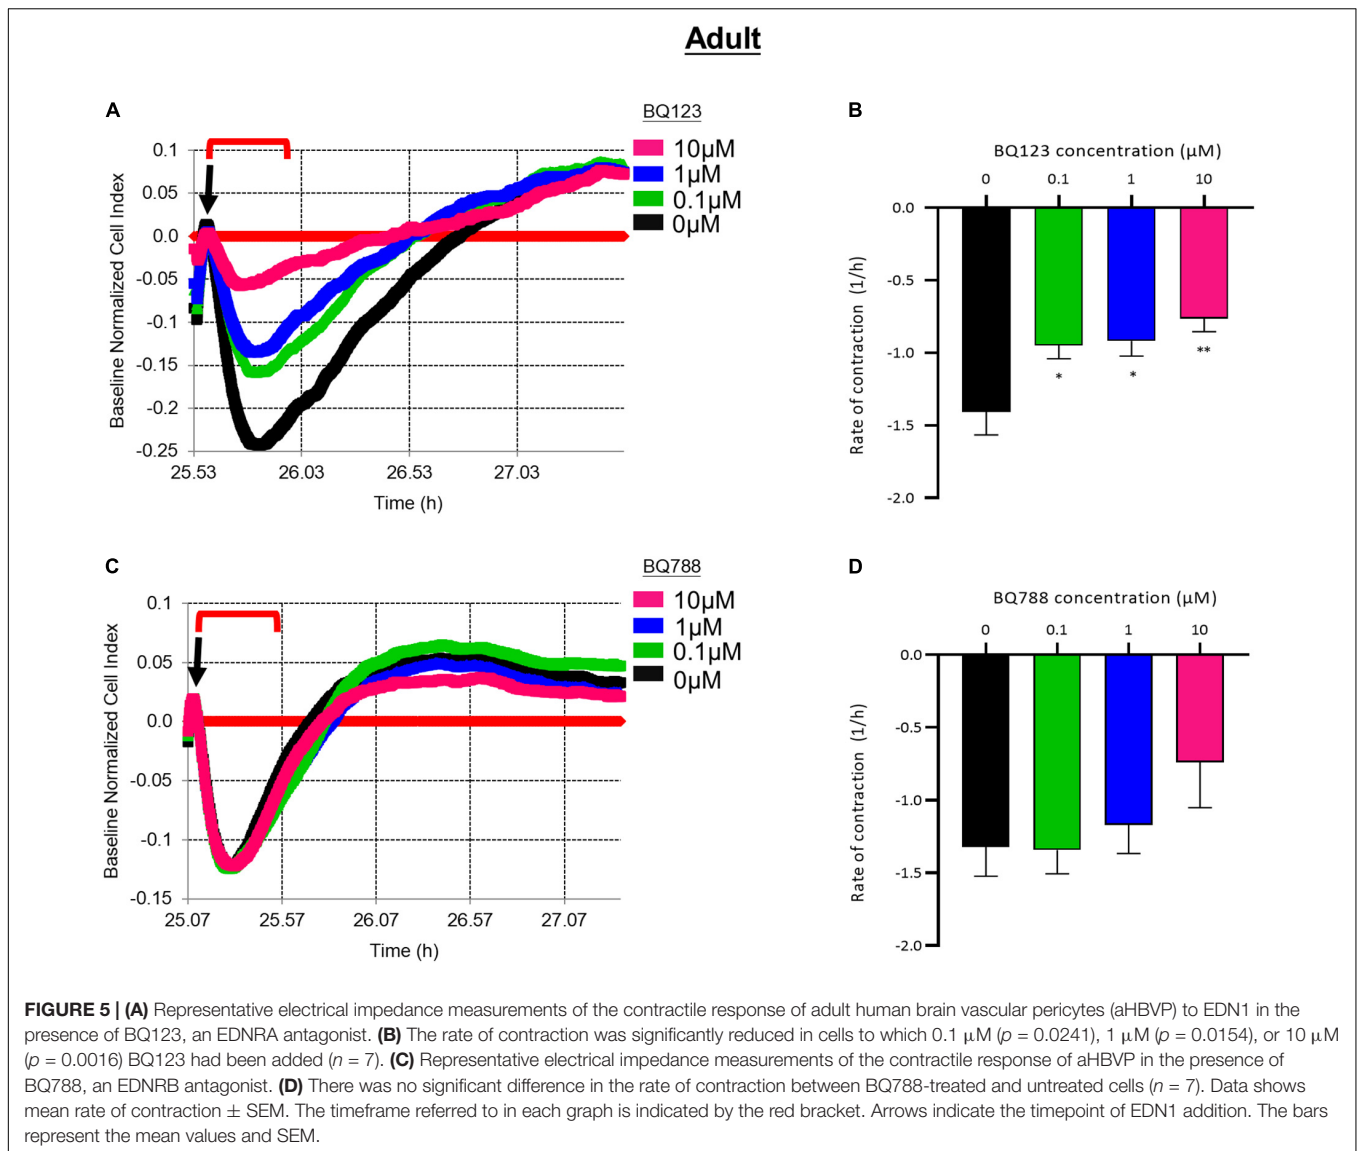 Adult
A
BQ123
10µM
1µM
0.1µM
0µM
0.1
0.05
0.0
-0.05
-0.1
-0.15
-0.2
-0.25
Baseline Normalized Cell Index
25.53 26.03 26.53 27.03
Time (h)
B
BQ123 concentration (µM)
0 0.1 1 10
0.0
-0.5
-1.0
-1.5
-2.0
Rate of contraction (1/h)
* * **
C
BQ788
10µM
1µM
0.1µM
0µM
0.1
0.05
0.0
-0.05
-0.1
-0.15
Baseline Normalized Cell Index
25.07 25.57 26.07 26.57 27.07
Time (h)
D
BQ788 concentration (µM)
0 0.1 1 10
0.0
-0.5
-1.0
-1.5
-2.0
Rate of contraction (1/h)
FIGURE 5 | (A) Representative electrical impedance measurements of the contractile response of adult human brain vascular pericytes (aHBVP) to EDN1 in the
presence of BQ123, an EDNRA antagonist. (B) The rate of contraction was significantly reduced in cells to which 0.1 µM (p = 0.0241), 1 µM (p = 0.0154), or 10 µM
(p = 0.0016) BQ123 had been added (n = 7). (C) Representative electrical impedance measurements of the contractile response of aHBVP in the presence of
BQ788, an EDNRB antagonist. (D) There was no significant difference in the rate of contraction between BQ788-treated and untreated cells (n = 7). Data shows
mean rate of contraction ± SEM. The timeframe referred to in each graph is indicated by the red bracket. Arrows indicate the timepoint of EDN1 addition. The bars
represent the mean values and SEM.